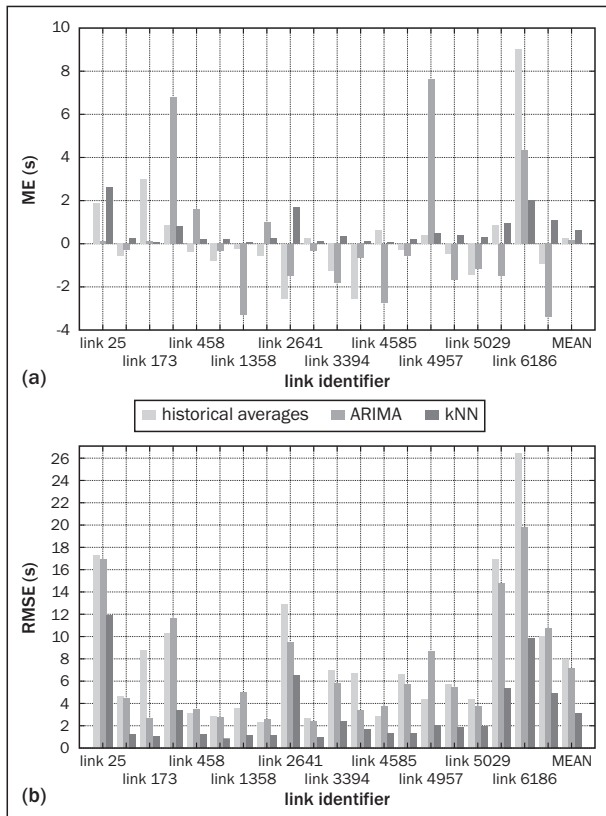 10
8
6
4
2
0
-2
-4
ME (s)
link 25 link 458 link 2641 link 4585 link 5029 MEAN
link 173 link 1358 link 3394 link 4957 link 6186
(a) link identifier
historical averages ARIMA kNN
26
24
22
20
18
16
14
12
10
8
6
4
2
0
RMSE (s)
link 25 link 458 link 2641 link 4585 link 5029 MEAN
link 173 link 1358 link 3394 link 4957 link 6186
(b) link identifier